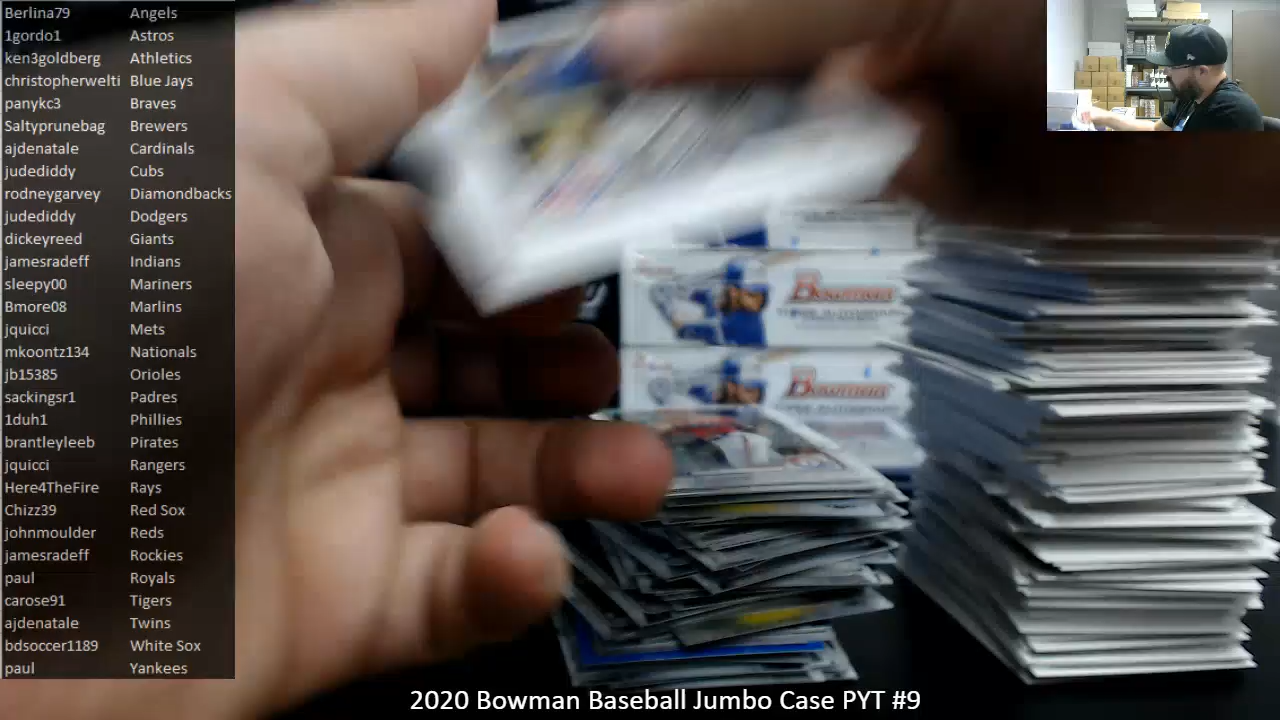 Berlina79 Angels
1gordo1 Astros
ken3goldberg Athletics
christopherwelti Blue Jays
panykc3 Braves
Saltyprunebag Brewers
ajdenatale Cardinals
judediddy Cubs
rodneygarvey Diamondbacks
judediddy Dodgers
dickeyreed Giants
jamesradeff Indians
sleepy00 Mariners
Bmore08 Marlins
jquicci Mets
mkoontz134 Nationals
jb15385 Orioles
sackingsr1 Padres
1duh1 Phillies
brantleyleeb Pirates
jquicci Rangers
Here4TheFire Rays
Chizz39 Red Sox
johnmoulder Reds
jamesradeff Rockies
paul Royals
carose91 Tigers
ajdenatale Twins
bdsoccer1189 White Sox
paul Yankees
Bowman
Bowman
2020 Bowman Baseball Jumbo Case PYT #9